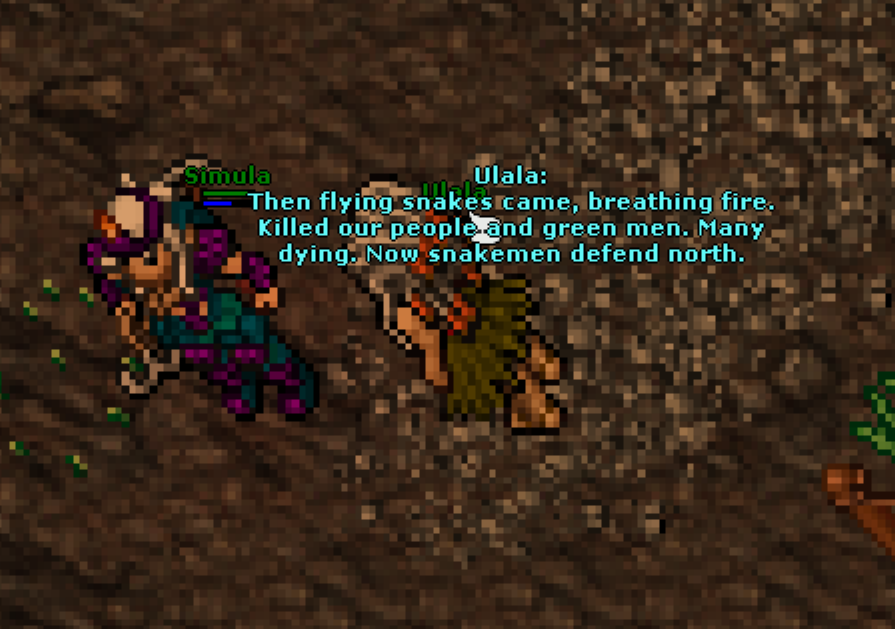 Simula
Ulala
Ulala:
Then flying snakes came, breathing fire.
Killed our people and green men. Many
dying. Now snakemen defend north.